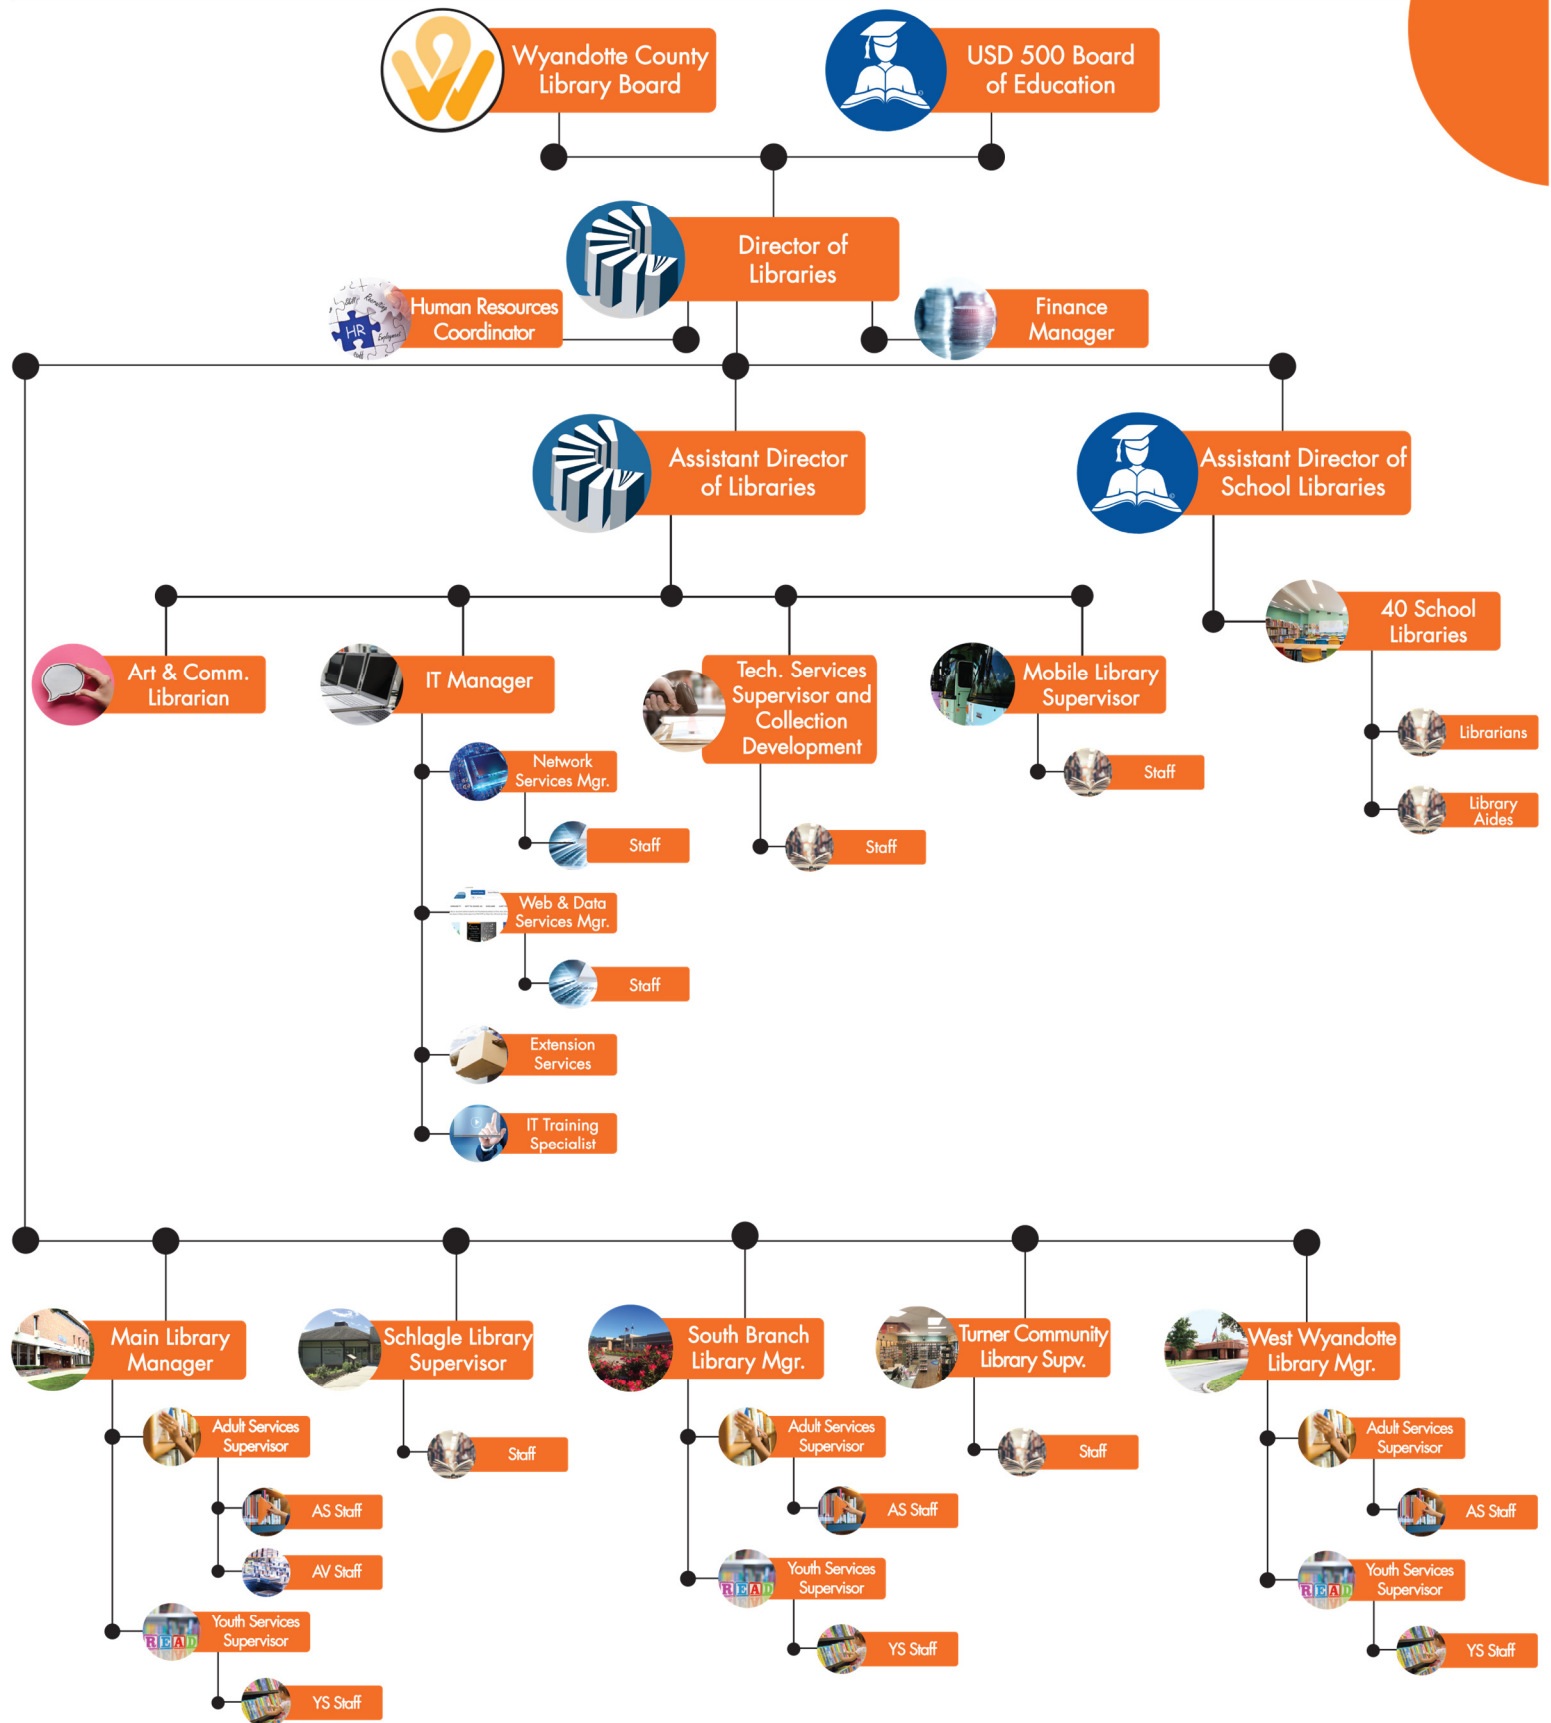 Wyandotte County
Library Board
USD 500 Board
of Education
Director of
Libraries
HR
Human Resources
Coordinator
Finance
Manager
Assistant Director
of Libraries
Assistant Director of
School Libraries
40 School
Libraries
Librarians
Library
Aides
Art & Comm.
Librarian
IT Manager
Network
Services Mgr.
Staff
Web & Data
Services Mgr.
Staff
Extension
Services
IT Training
Specialist
Tech. Services
Supervisor and
Collection
Development
Staff
Mobile Library
Supervisor
Staff
Main Library
Manager
Adult Services
Supervisor
AS Staff
AV Staff
READ
Youth Services
Supervisor
YS Staff
Schlagle Library
Supervisor
Staff
South Branch
Library Mgr.
Adult Services
Supervisor
AS Staff
READ
Youth Services
Supervisor
YS Staff
Turner Community
Library Supv.
Staff
West Wyandotte
Library Mgr.
Adult Services
Supervisor
AS Staff
READ
Youth Services
Supervisor
YS Staff